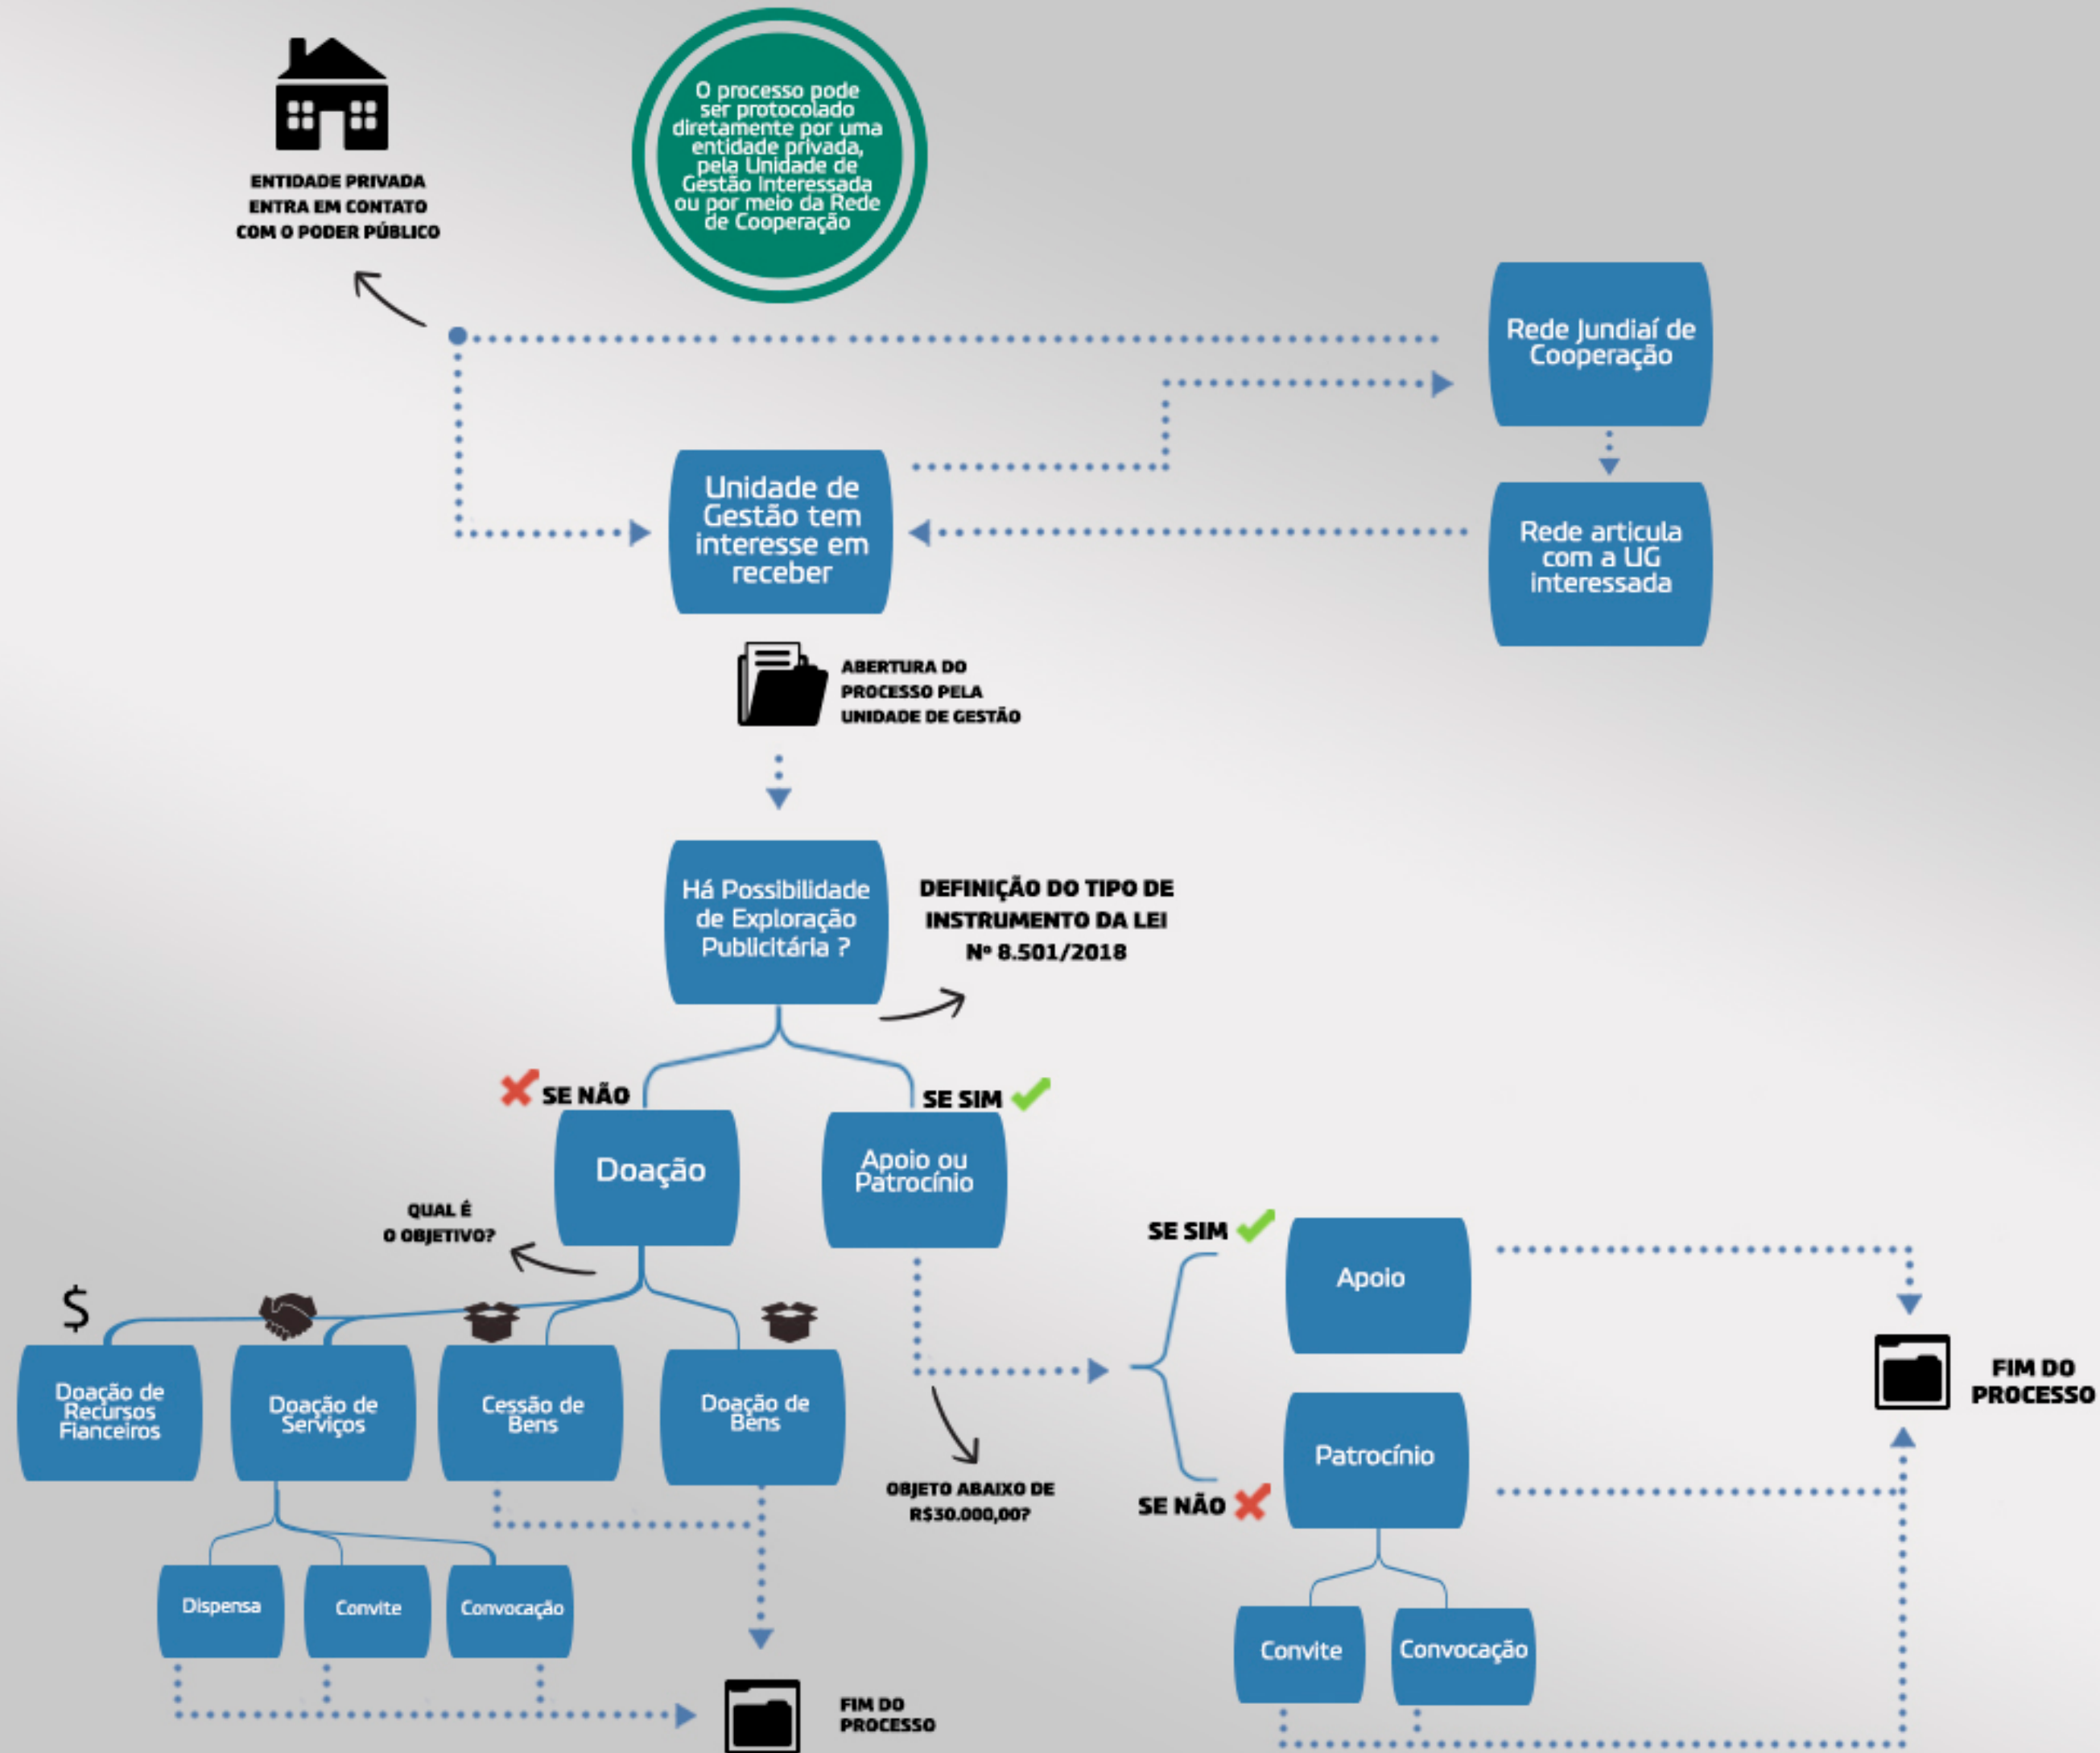 ENTIDADE PRIVADA
ENTRA EM CONTATO
COM O PODER PÚBLICO
O processo pode
ser protocolado
diretamente por uma
entidade privada,
pela Unidade de
Gestão Interessada
ou por meio da Rede
de Cooperação
Rede Jundiaí de
Cooperação
Unidade de
Gestão tem
interesse em
receber
Rede articula
com a UG
interessada
ABERTURA DO
PROCESSO PELA
UNIDADE DE GESTÃO
Há Possibilidade
de Exploração
Publicitária ?
DEFINIÇÃO DO TIPO DE
INSTRUMENTO DA LEI
Nº 8.501/2018
SE NÃO
SE SIM
Doação
Apoio ou
Patrocínio
QUAL É
O OBJETIVO?
SE SIM
Apoio
$
Doação de
Recursos
Fianceiros
Doação de
Serviços
Cessão de
Bens
Doação de
Bens
OBJETO ABAIXO DE
R$30.000,00?
SE NÃO
Patrocínio
FIM DO
PROCESSO
Dispensa
Convite
Convocação
Convite
Convocação
FIM DO
PROCESSO